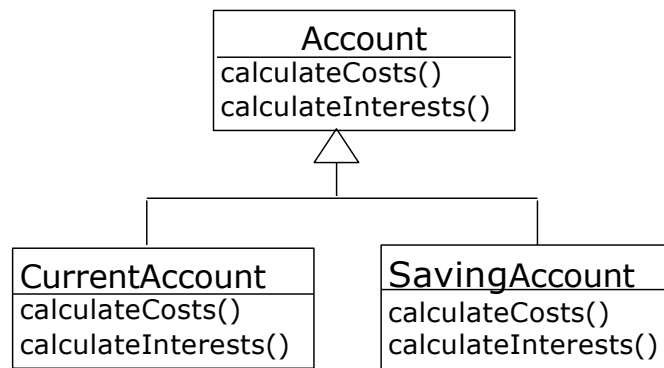 Account
calculateCosts()
calculateInterests()
CurrentAccount
calculateCosts()
calculateInterests()
SavingAccount
calculateCosts()
calculateInterests()